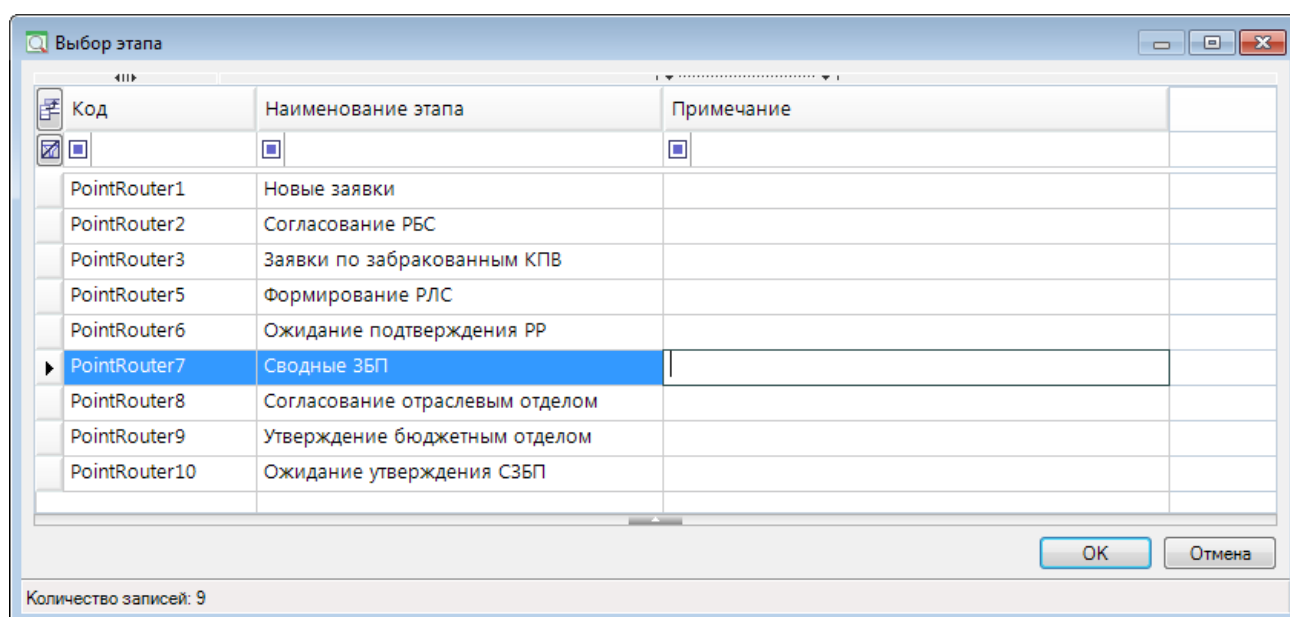 Выбор этапа
Код Наименование этапа Примечание
PointRouter1 Новые заявки
PointRouter2 Согласование РБС
PointRouter3 Заявки по забракованным КПВ
PointRouter5 Формирование РЛС
PointRouter6 Ожидание подтверждения РР
PointRouter7 Сводные ЗБП
PointRouter8 Согласование отраслевым отделом
PointRouter9 Утверждение бюджетным отделом
PointRouter10 Ожидание утверждения СЗБП
OK Отмена
Количество записей: 9